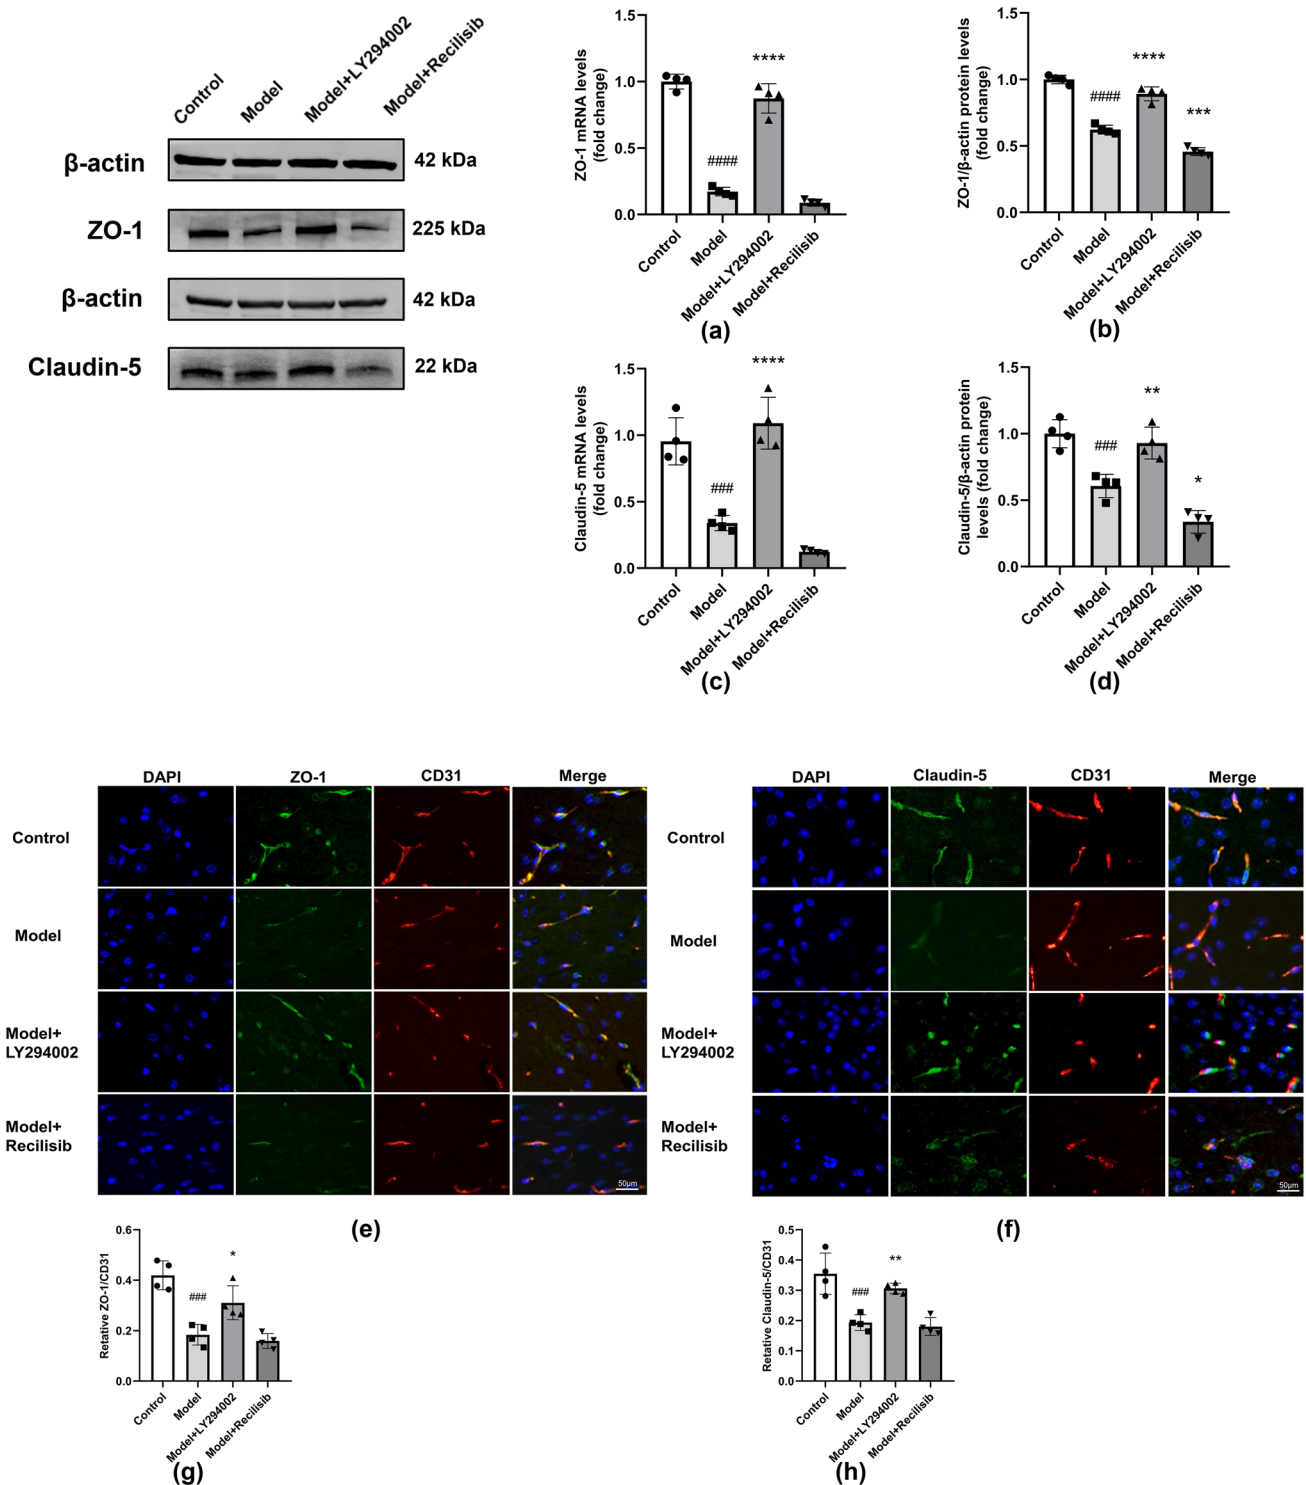 Control
Model
Model+LY294002
Model+Recilisib
β-actin
42 kDa
ZO-1
225 kDa
β-actin
42 kDa
Claudin-5
22 kDa
ZO-1 mRNA levels
(fold change)
1.5
1.0
0.5
0.0
####
****
Control
Model
Model+LY294002
Model+Recilisib
(a)
ZO-1/β-actin protein levels
(fold change)
1.5
1.0
0.5
0.0
####
****
***
Control
Model
Model+LY294002
Model+Recilisib
(b)
Claudin-5 mRNA levels
(fold change)
1.5
1.0
0.5
0.0
###
****
Control
Model
Model+LY294002
Model+Recilisib
(c)
Claudin-5/β-actin protein
levels (fold change)
1.5
1.0
0.5
0.0
###
**
*
Control
Model
Model+LY294002
Model+Recilisib
(d)
DAPI
ZO-1
CD31
Merge
Control
Model
Model+
LY294002
Model+
Recilisib
50μm
(e)
DAPI
Claudin-5
CD31
Merge
Control
Model
Model+
LY294002
Model+
Recilisib
50μm
(f)
Retative ZO-1/CD31
0.6
0.4
0.2
0.0
###
*
Control
Model
Model+LY294002
Model+Recilisib
(g)
Retative Claudin-5/CD31
0.5
0.4
0.3
0.2
0.1
0.0
###
**
Control
Model
Model+LY294002
Model+Recilisib
(h)